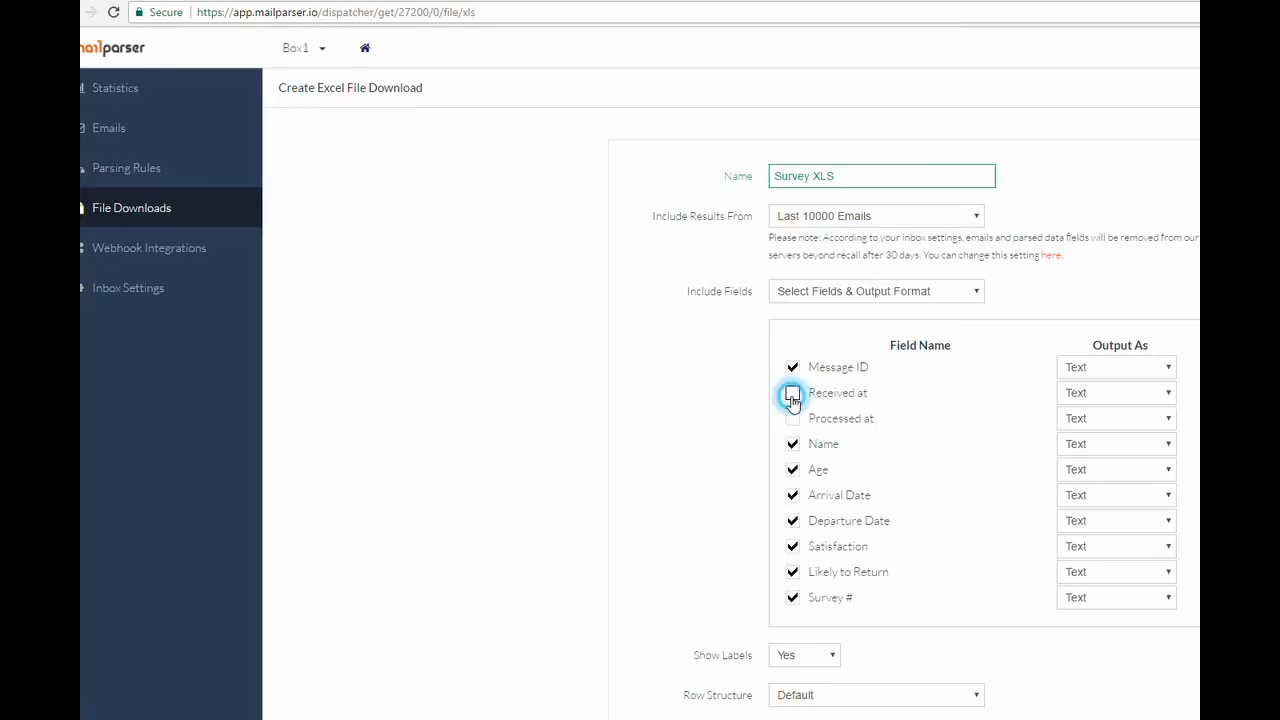 Secure https://app.mailparser.io/dispatcher/get/27200/0/file/xls
mailparser Box1
Statistics
Create Excel File Download
Emails
Parsing Rules
File Downloads
Webhook Integrations
Inbox Settings
Name Survey XLS
Include Results From Last 10000 Emails
Please note: According to your inbox settings, emails and parsed data fields will be removed from our
servers beyond recall after 30 days. You can change this setting here.
Include Fields Select Fields & Output Format
Field Name Output As
Message ID Text
Received at Text
Processed at Text
Name Text
Age Text
Arrival Date Text
Departure Date Text
Satisfaction Text
Likely to Return Text
Survey # Text
Show Labels Yes
Row Structure Default